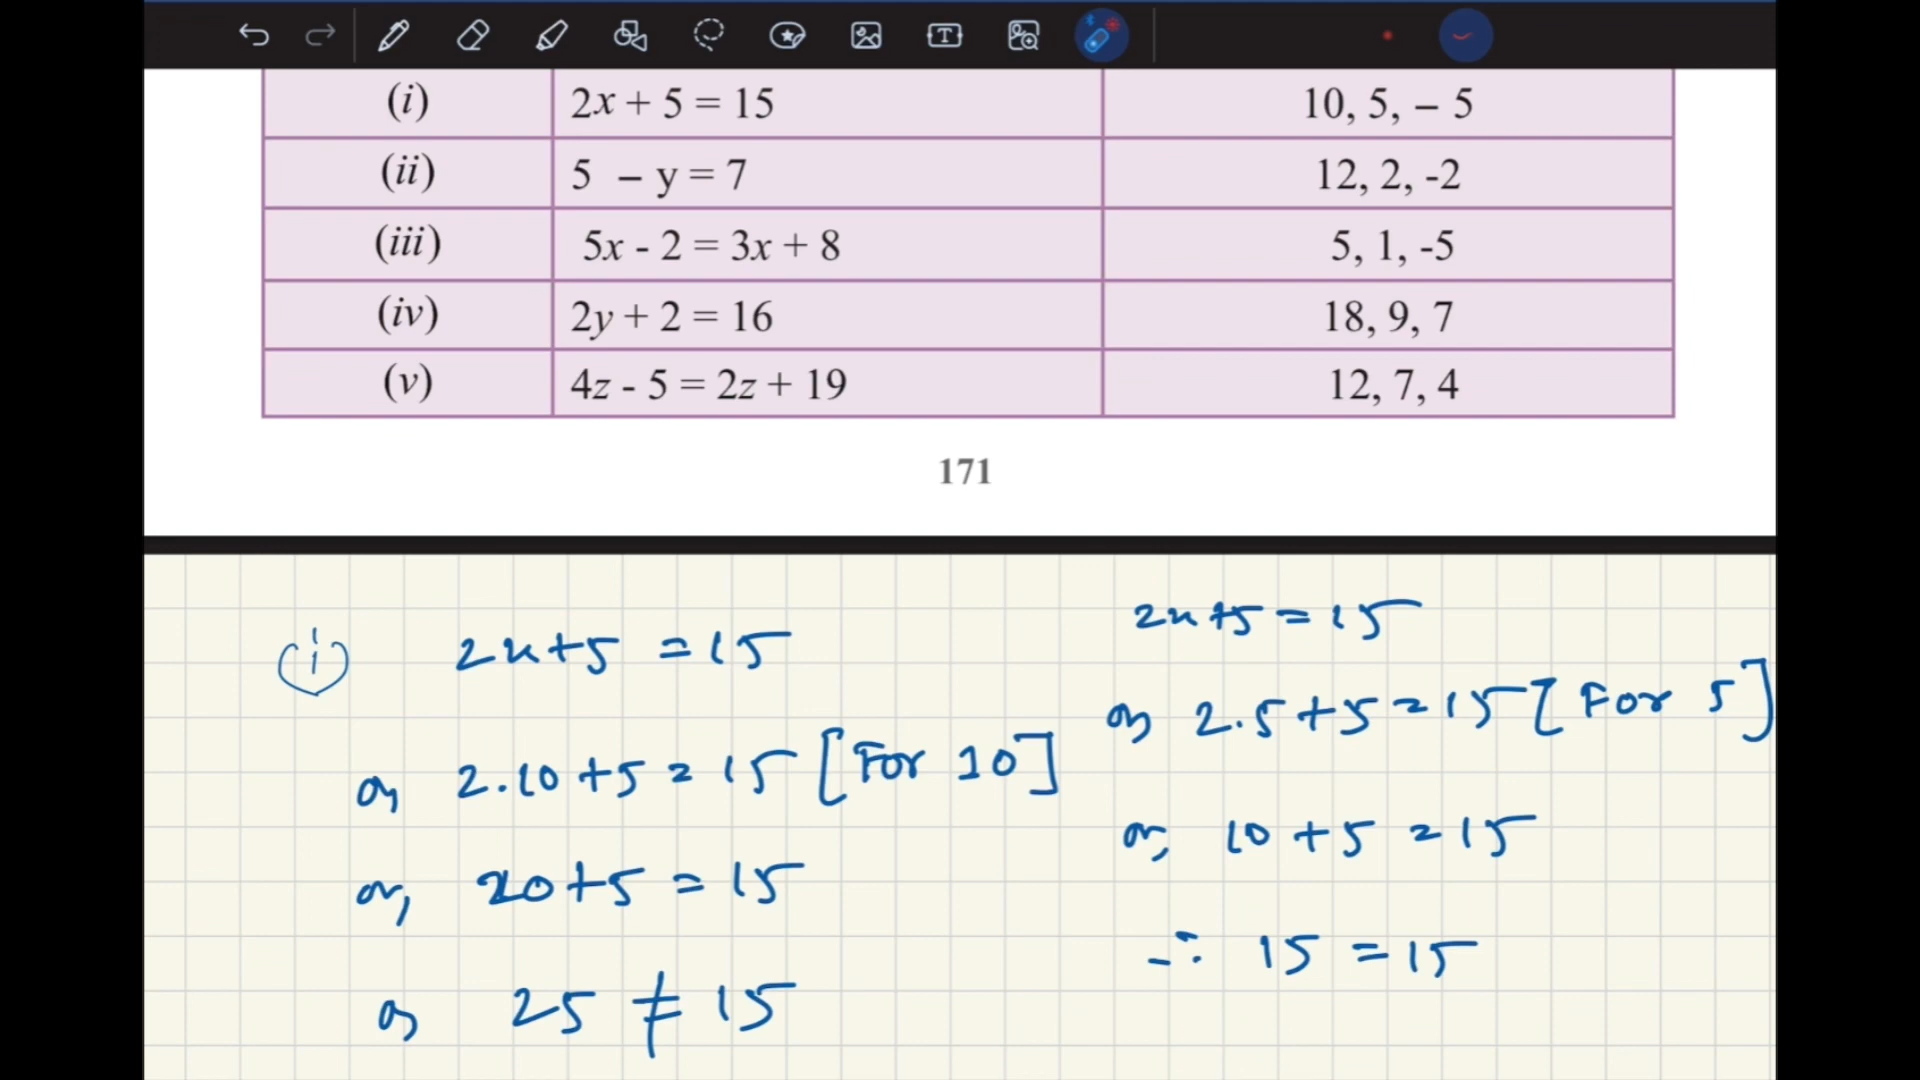 (i) 2x + 5 = 15 10, 5, – 5
(ii) 5 – y = 7 12, 2, -2
(iii) 5x - 2 = 3x + 8 5, 1, -5
(iv) 2y + 2 = 16 18, 9, 7
(v) 4z - 5 = 2z + 19 12, 7, 4
171
(i) 2x+5 = 15
or, 2.10+5 = 15 [For 10]
or, 20+5 = 15
or 25 ≠ 15
2x+5 = 15
or 2.5+5 = 15 [For 5]
or, 10+5 = 15
∴ 15 = 15